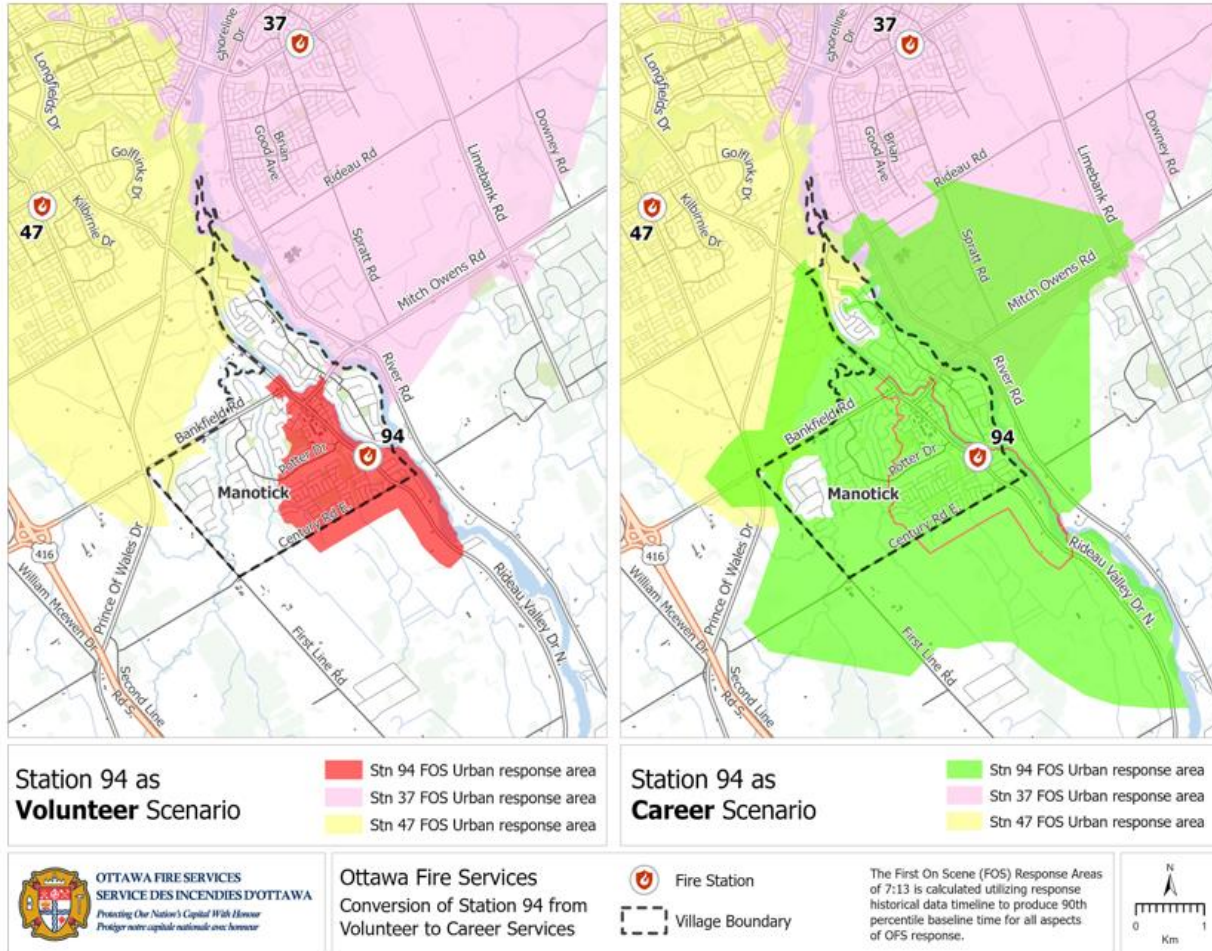 37
Shoreline
Dr
Longfields Dr
Golflinks Dr
Brian
Good Ave
Downey Rd
Rideau Rd
Limebank Rd
47
Kilbirnie Dr
Spratt Rd
Mitch Owens Rd
River Rd
Bankfield Rd
94
Potter Dr
Manotick
Century Rd E.
416
Prince Of Wales Dr
William Mcewen Dr
Rideau Valley Dr N.
First Line Rd
Second Line
Rd S.
37
Shoreline
Dr
Longfields Dr
Golflinks Dr
Brian
Good Ave
Downey Rd
Rideau Rd
Limebank Rd
47
Kilbirnie Dr
Spratt Rd
Mitch Owens Rd
River Rd
Bankfield Rd
94
Potter Dr
Manotick
Century Rd E.
416
Prince Of Wales Dr
William Mcewen Dr
Rideau Valley Dr N.
First Line Rd
Second Line
Rd S.
Station 94 as
Volunteer Scenario
Stn 94 FOS Urban response area
Stn 37 FOS Urban response area
Stn 47 FOS Urban response area
Station 94 as
Career Scenario
Stn 94 FOS Urban response area
Stn 37 FOS Urban response area
Stn 47 FOS Urban response area
OTTAWA FIRE SERVICES
SERVICE DES INCENDIES D'OTTAWA
Protecting Our Nation's Capital With Honour
Protéger notre capitale nationale avec honneur
Ottawa Fire Services
Conversion of Station 94 from
Volunteer to Career Services
Fire Station
Village Boundary
The First On Scene (FOS) Response Areas
of 7:13 is calculated utilizing response
historical data timeline to produce 90th
percentile baseline time for all aspects
of OFS response.
N
0 1
Km